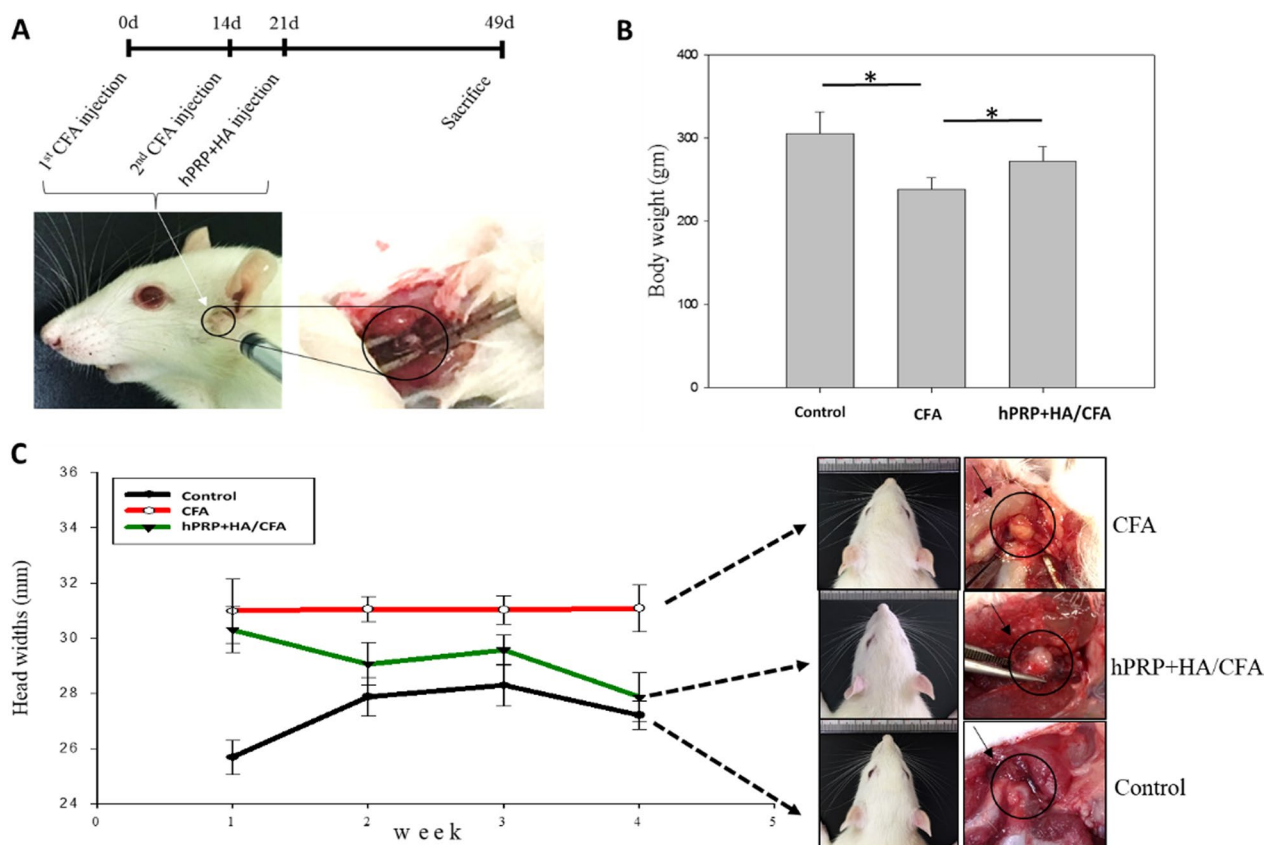 A
0d 14d 21d 49d
1st CFA injection
2nd CFA injection
hPRP+HA injection
Sacrifice
B
Body weight (gm)
400
300
200
100
0
*
*
Control CFA hPRP+HA/CFA
C
Head widths (mm)
36
34
32
30
28
26
24
Control
CFA
hPRP+HA/CFA
0 1 2 3 4 5
week
CFA
hPRP+HA/CFA
Control